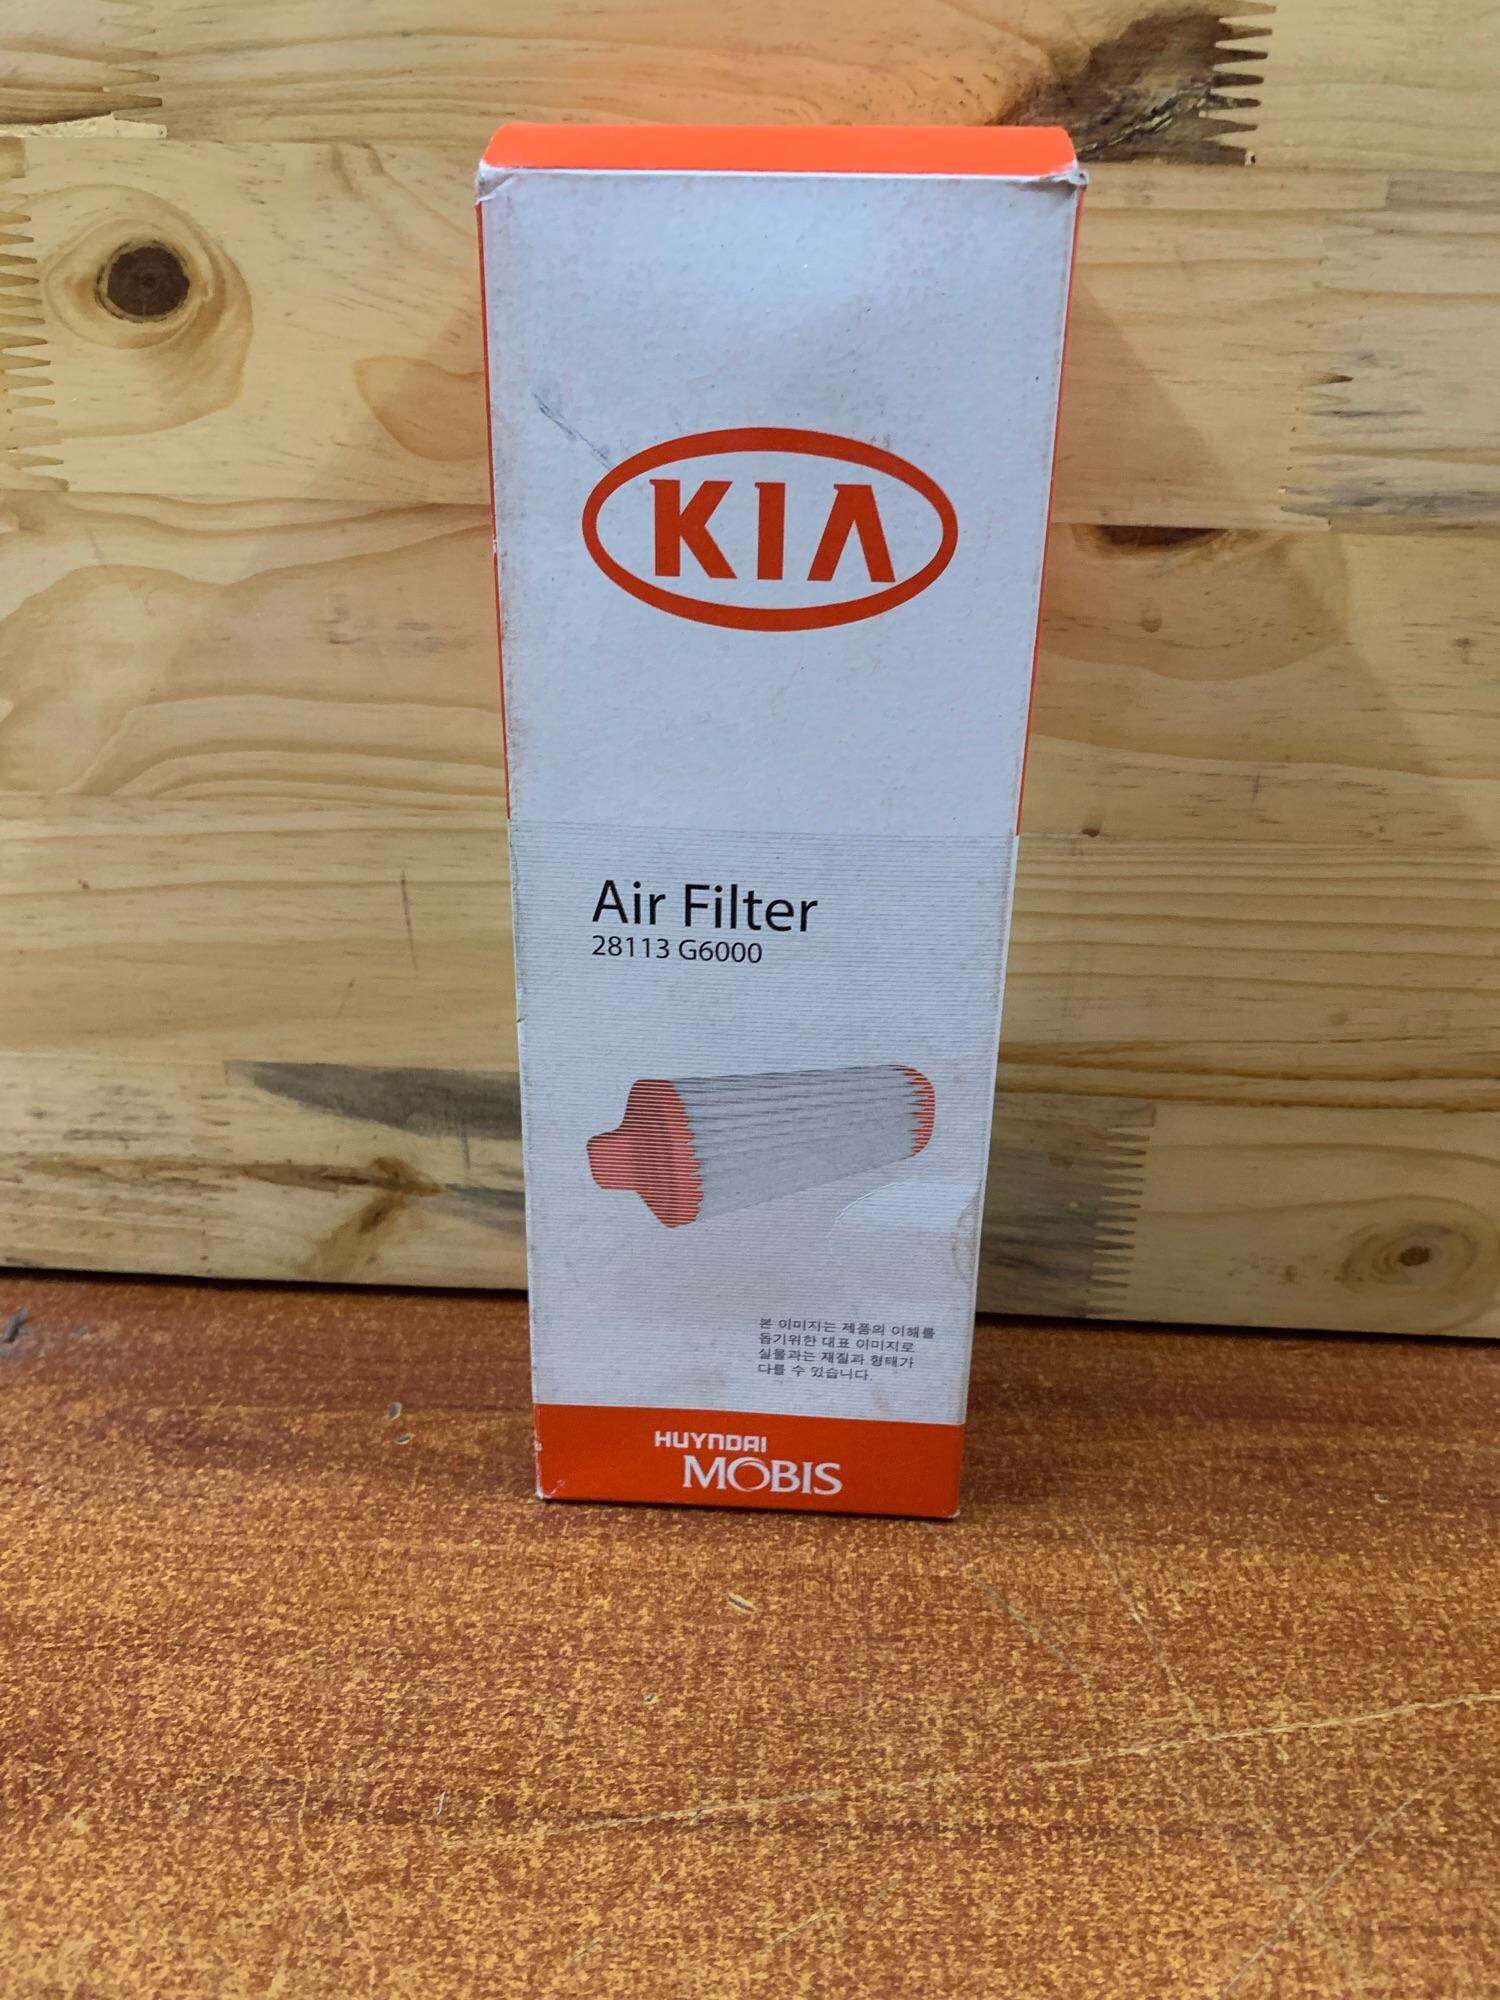 KIA
Air Filter
28113 G6000
본 이미지는 제품의 이해를
돕기위한 대표 이미지로
실물과는 재질과 형태가
다를 수 있습니다.
HUYNDAI
MOBIS